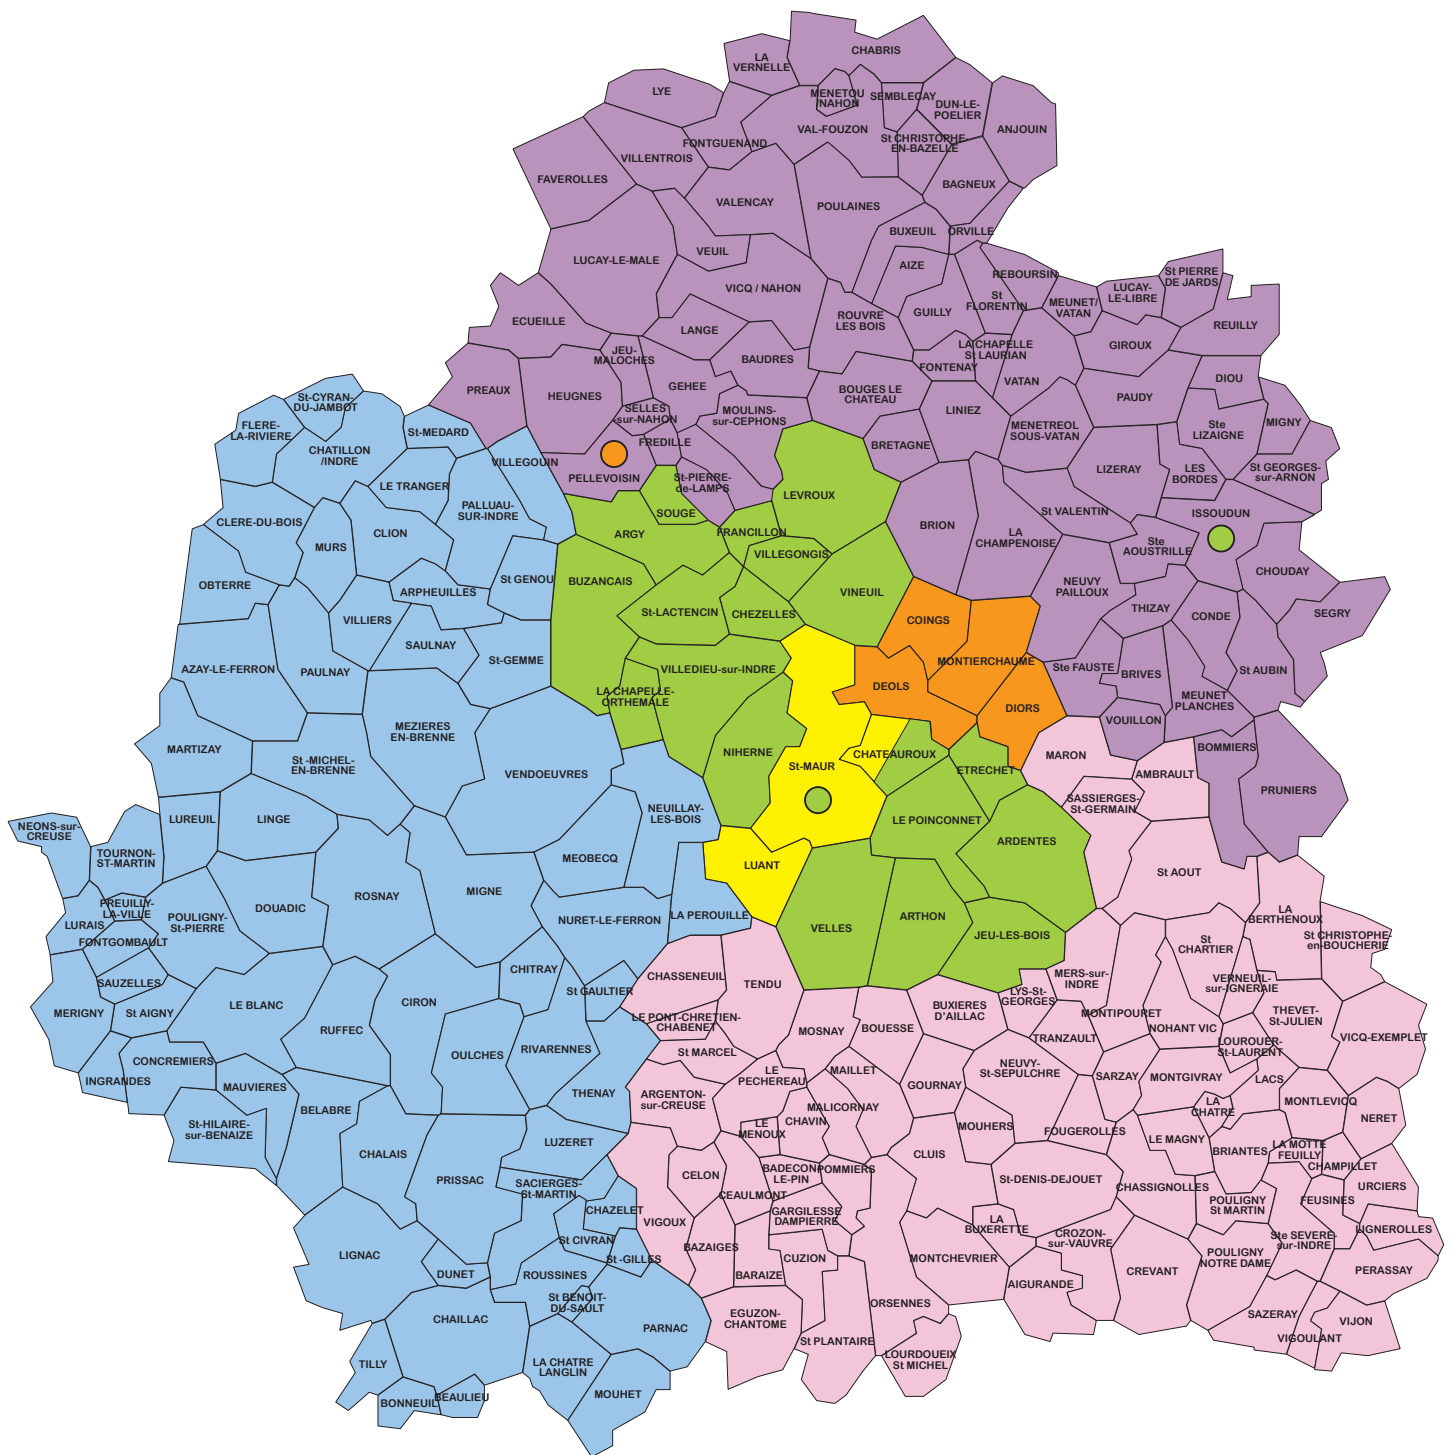 CHABRIS
LA
VERNELLE
LYE
MENETOU
/NAHON
SEMBLECAY
DUN-LE-
POELIER
ANJOUIN
VAL-FOUZON
St CHRISTOPHE-
EN-BAZELLE
FONTGUENAND
VILLENTROIS
FAVEROLLES
BAGNEUX
VALENCAY
POULAINES
BUXEUIL
ORVILLE
VEUIL
LUCAY-LE-MALE
AIZE
REBOURSIN
VICQ / NAHON
St
FLORENTIN
MEUNET/
VATAN
LUCAY-
LE-LIBRE
St PIERRE
DE JARDS
GUILLY
ROUVRE
LES BOIS
ECUEILLE
LANGE
REUILLY
GIROUX
LA CHAPELLE
St LAURIAN
JEU-
MALOCHES
BAUDRES
FONTENAY
VATAN
DIOU
PREAUX
HEUGNES
GEHEE
BOUGES LE
CHATEAU
PAUDY
LINIEZ
St-CYRAN-
DU-JAMBOT
SELLES
-sur-NAHON
MOULINS-
sur-CEPHONS
MENETREOL
SOUS-VATAN
Ste
LIZAIGNE
MIGNY
FLERE-
LA-RIVIERE
St-MEDARD
FREDILLE
BRETAGNE
CHATILLON
/INDRE
VILLEGOUIN
PELLEVOISIN
St-PIERRE-
de-LAMPS
LIZERAY
LES
BORDES
St GEORGES-
sur-ARNON
LE TRANGER
LEVROUX
PALLUAU-
SUR-INDRE
SOUGE
St VALENTIN
ISSOUDUN
CLERE-DU-BOIS
CLION
ARGY
FRANCILLON
BRION
LA
CHAMPENOISE
MURS
VILLEGONGIS
Ste
AOUSTRILLE
CHOUDAY
OBTERRE
St GENOU
BUZANCAIS
NEUVY
PAILLOUX
ARPHEUILLES
VINEUIL
St-LACTENCIN
CHEZELLES
THIZAY
CONDE
SEGRY
VILLIERS
COINGS
SAULNAY
AZAY-LE-FERRON
PAULNAY
St-GEMME
VILLEDIEU-sur-INDRE
MONTIERCHAUME
Ste FAUSTE
BRIVES
St AUBIN
DEOLS
LA CHAPELLE-
ORTHEMALE
MEUNET
PLANCHES
DIORS
VOUILLON
MEZIERES
EN-BRENNE
MARTIZAY
NIHERNE
CHATEAUROUX
MARON
BOMMIERS
St -MICHEL-
EN-BRENNE
VENDOEUVRES
St-MAUR
ETRECHET
AMBRAULT
PRUNIERS
SASSIERGES-
St-GERMAIN
NEUILLAY-
LES-BOIS
LUREUIL
LINGE
LE POINCONNET
NEONS-sur-
CREUSE
ARDENTES
TOURNON-
ST-MARTIN
MEOBECQ
LUANT
St AOUT
MIGNE
ROSNAY
DOUADIC
PREUILLY-
LA-VILLE
LURAIS
POULIGNY-
St-PIERRE
NURET-LE-FERRON
LA PEROUILLE
ARTHON
VELLES
LA
BERTHENOUX
JEU-LES-BOIS
FONTGOMBAULT
St
CHARTIER
St CHRISTOPHE-
en-BOUCHERIE
CHITRAY
CHASSENEUIL
TENDU
MERS-sur-
INDRE
VERNEUIL-
sur-IGNERAIE
SAUZELLES
St GAULTIER
LYS-St-
GEORGES
LE BLANC
CIRON
MERIGNY
St AIGNY
BUXIERES
D'AILLAC
MONTIPOURET
THEVET-
St-JULIEN
LE PONT-CHRETIEN-
CHABENET
RUFFEC
MOSNAY
BOUESSE
NOHANT VIC
VICQ-EXEMPLET
TRANZAULT
OULCHES
RIVARENNES
St MARCEL
LOUROUER-
St-LAURENT
CONCREMIERS
NEUVY-
St-SEPULCHRE
MAILLET
LE
PECHEREAU
INGRANDES
MAUVIERES
GOURNAY
SARZAY
MONTGIVRAY
LACS
THENAY
ARGENTON-
sur-CREUSE
BELABRE
MALICORNAY
LA
CHATRE
MONTLEVICQ
NERET
CHAVIN
LE
MENOUX
MOUHERS
FOUGEROLLES
St-HILAIRE-
sur-BENAIZE
LUZERET
LE MAGNY
BRIANTES
LA MOTTE
FEUILLY
CHALAIS
CLUIS
CHAMPILLET
CELON
BADECON
LE-PIN
POMMIERS
PRISSAC
St-DENIS-DEJOUET
SACIERGES-
St-MARTIN
CEAULMONT
CHASSIGNOLLES
URCIERS
POULIGNY
St MARTIN
FEUSINES
CHAZELET
VIGOUX
GARGILESSE
DAMPIERRE
LA
BUXERETTE
LIGNEROLLES
St CIVRAN
BAZAIGES
CROZON-
sur-VAUVRE
Ste SEVERE-
sur-INDRE
LIGNAC
St -GILLES
CUZION
MONTCHEVRIER
POULIGNY
NOTRE DAME
DUNET
ROUSSINES
BARAIZE
CREVANT
PERASSAY
AIGURANDE
St BENOIT-
DU-SAULT
ORSENNES
CHAILLAC
EGUZON-
CHANTOME
SAZERAY
VIJON
PARNAC
St PLANTAIRE
VIGOULANT
TILLY
LA CHATRE
LANGLIN
LOURDOUEIX
St MICHEL
MOUHET
BONNEUIL
BEAULIEU